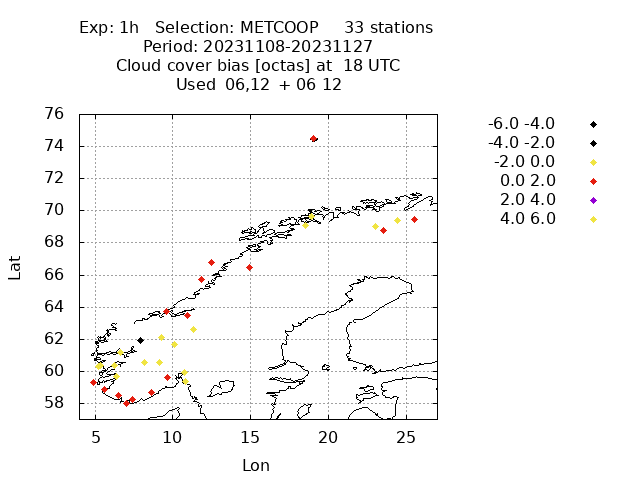 Exp: 1h   Selection: METCOOP     33 stations
Period: 20231108-20231127
Cloud cover bias [octas] at  18 UTC
Used  06,12  + 06 12
-6.0 -4.0
-4.0 -2.0
-2.0 0.0
0.0 2.0
2.0 4.0
4.0 6.0
76
74
72
70
68
66
64
62
60
58
Lat
5 10 15 20 25
Lon